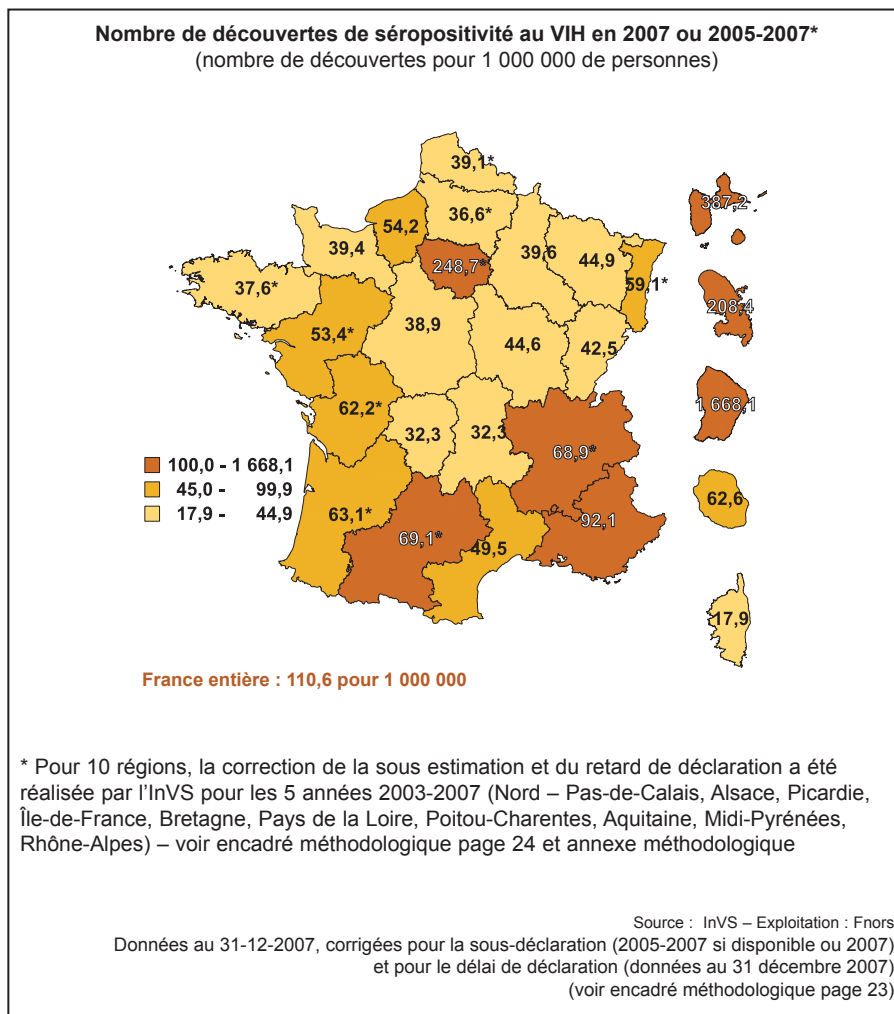 Nombre de découvertes de séropositivité au VIH en 2007 ou 2005-2007*
(nombre de découvertes pour 1 000 000 de personnes)
39,1*
387,2
36,6*
54,2
39,4
39,6
44,9
248,7*
59,1*
37,6*
208,4
53,4*
38,9
44,6
42,5
62,2*
32,3
32,3
1 668,1
68,9*
100,0 - 1 668,1
45,0 - 99,9
17,9 - 44,9
62,6
63,1*
92,1
69,1*
49,5
17,9
France entière : 110,6 pour 1 000 000
* Pour 10 régions, la correction de la sous estimation et du retard de déclaration a été
réalisée par l'InVS pour les 5 années 2003-2007 (Nord – Pas-de-Calais, Alsace, Picardie,
Île-de-France, Bretagne, Pays de la Loire, Poitou-Charentes, Aquitaine, Midi-Pyrénées,
Rhône-Alpes) – voir encadré méthodologique page 24 et annexe méthodologique
Source : InVS – Exploitation : Fnors
Données au 31-12-2007, corrigées pour la sous-déclaration (2005-2007 si disponible ou 2007)
et pour le délai de déclaration (données au 31 décembre 2007)
(voir encadré méthodologique page 23)